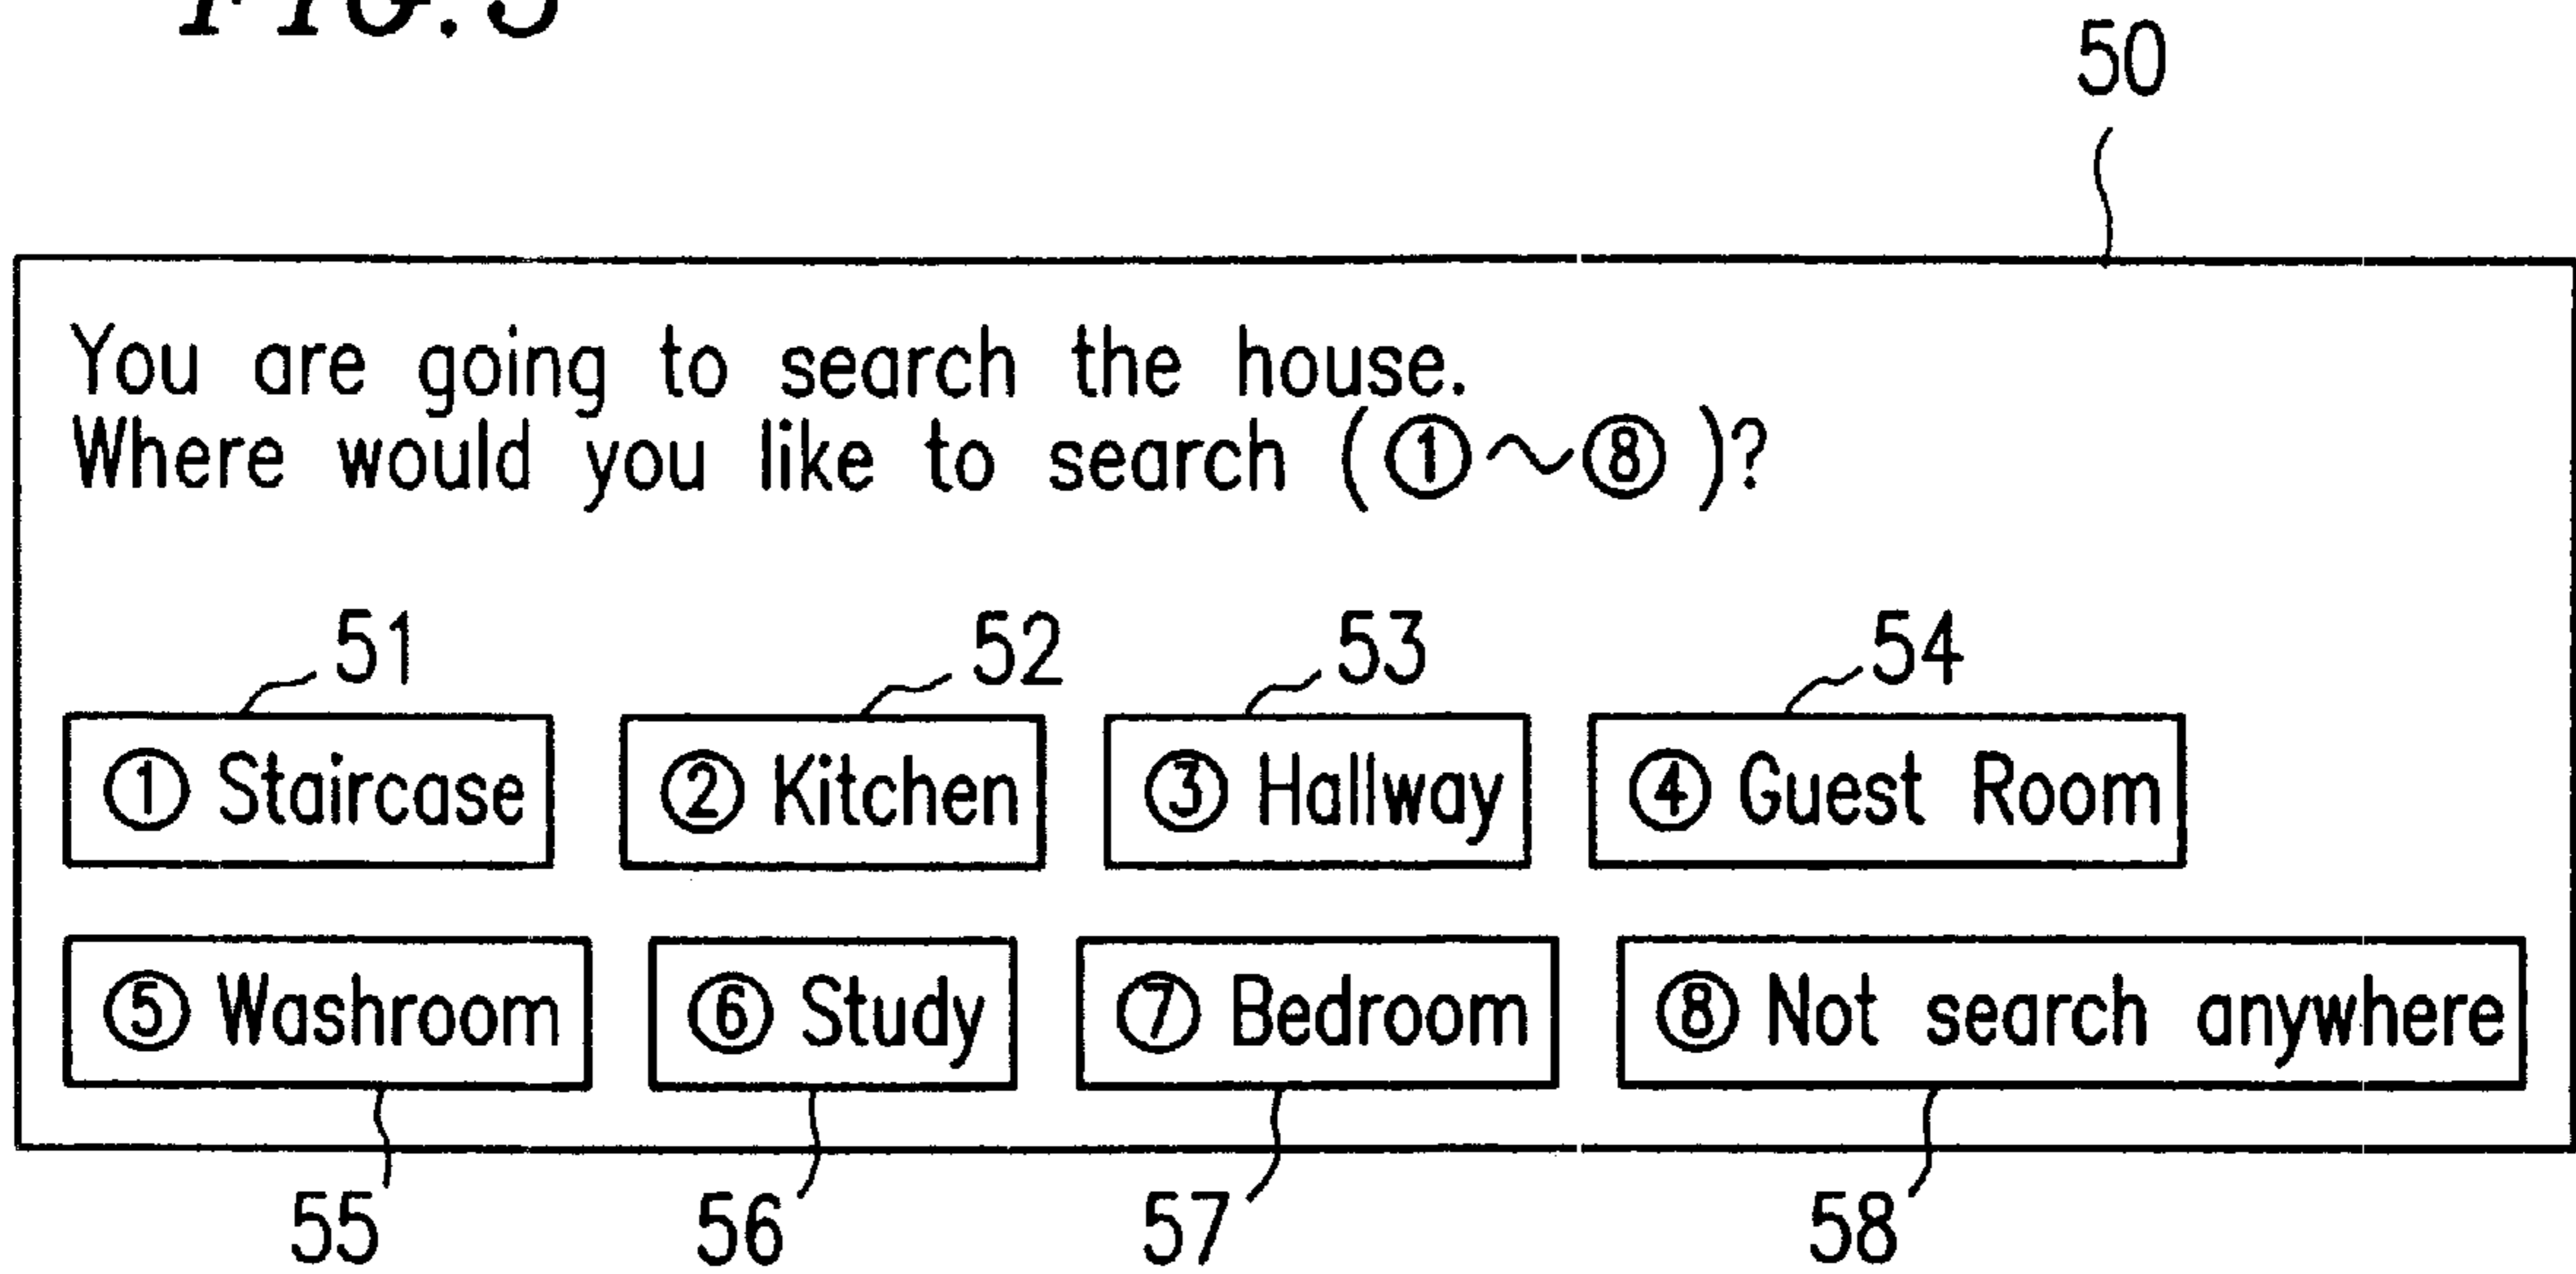 FIG. 5
50
You are going to search the house.
Where would you like to search (①~⑧)?
51 52 53 54
① Staircase ② Kitchen ③ Hallway ④ Guest Room
⑤ Washroom ⑥ Study ⑦ Bedroom ⑧ Not search anywhere
55 56 57 58